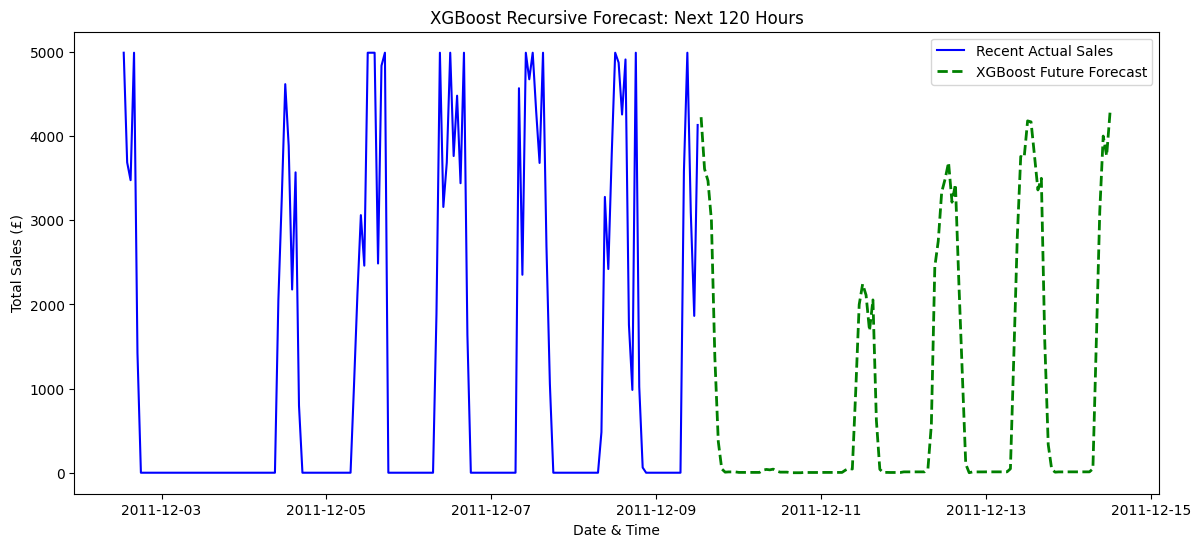 XGBoost Recursive Forecast: Next 120 Hours
Recent Actual Sales
XGBoost Future Forecast
Total Sales (£)
5000
4000
3000
2000
1000
0
2011-12-03 2011-12-05 2011-12-07 2011-12-09 2011-12-11 2011-12-13 2011-12-15
Date & Time